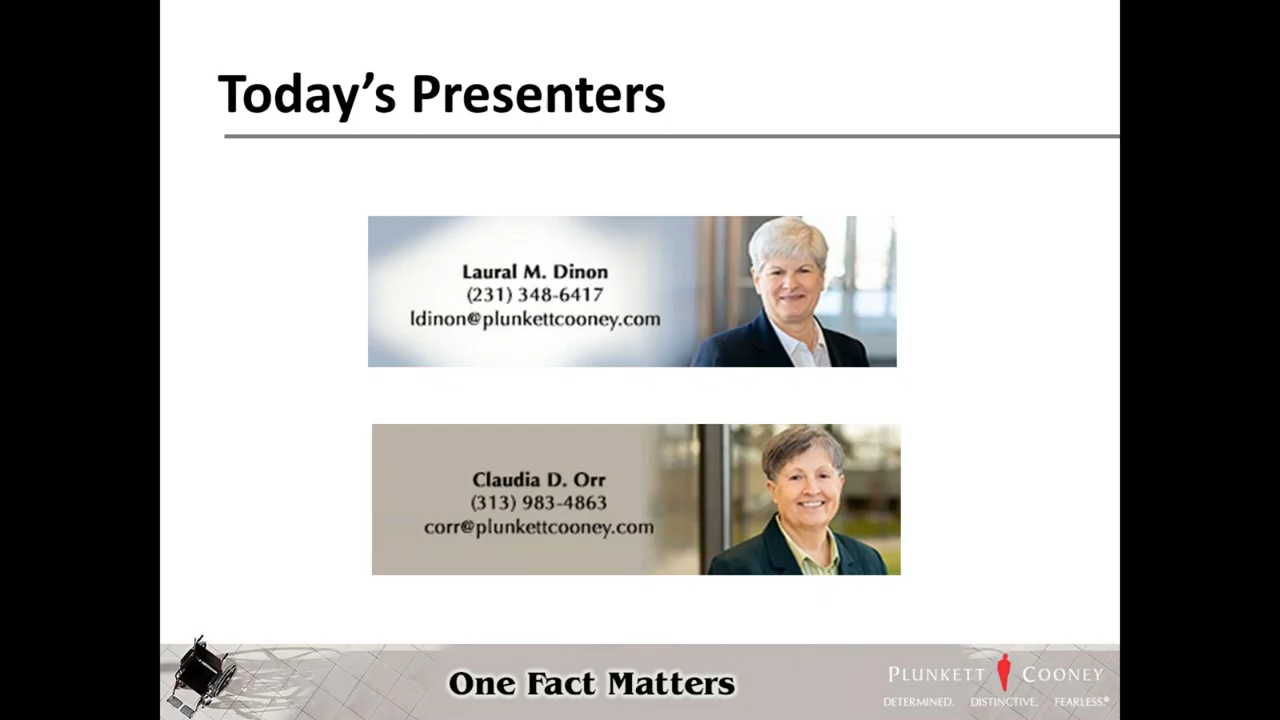 Today's Presenters
Laural M. Dinon
(231) 348-6417
ldinon@plunkettcooney.com
Claudia D. Orr
(313) 983-4863
corr@plunkettcooney.com
One Fact Matters
PLUNKETT COONEY
DETERMINED. DISTINCTIVE. FEARLESS.®